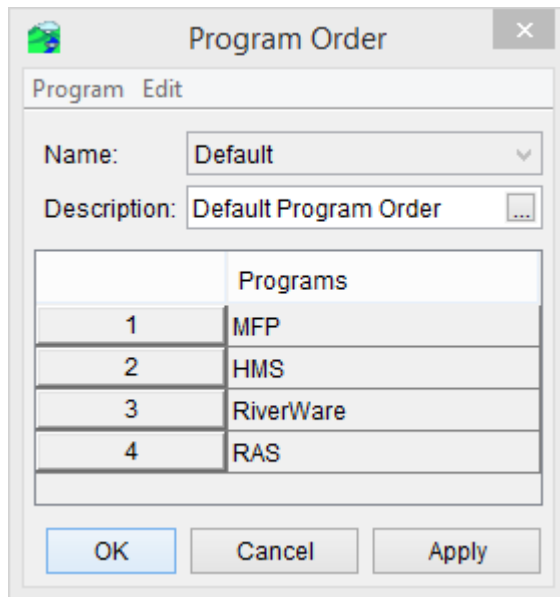 Program Order
Program Edit
Name: Default
Description: Default Program Order ...
Programs
1 MFP
2 HMS
3 RiverWare
4 RAS
OK Cancel Apply